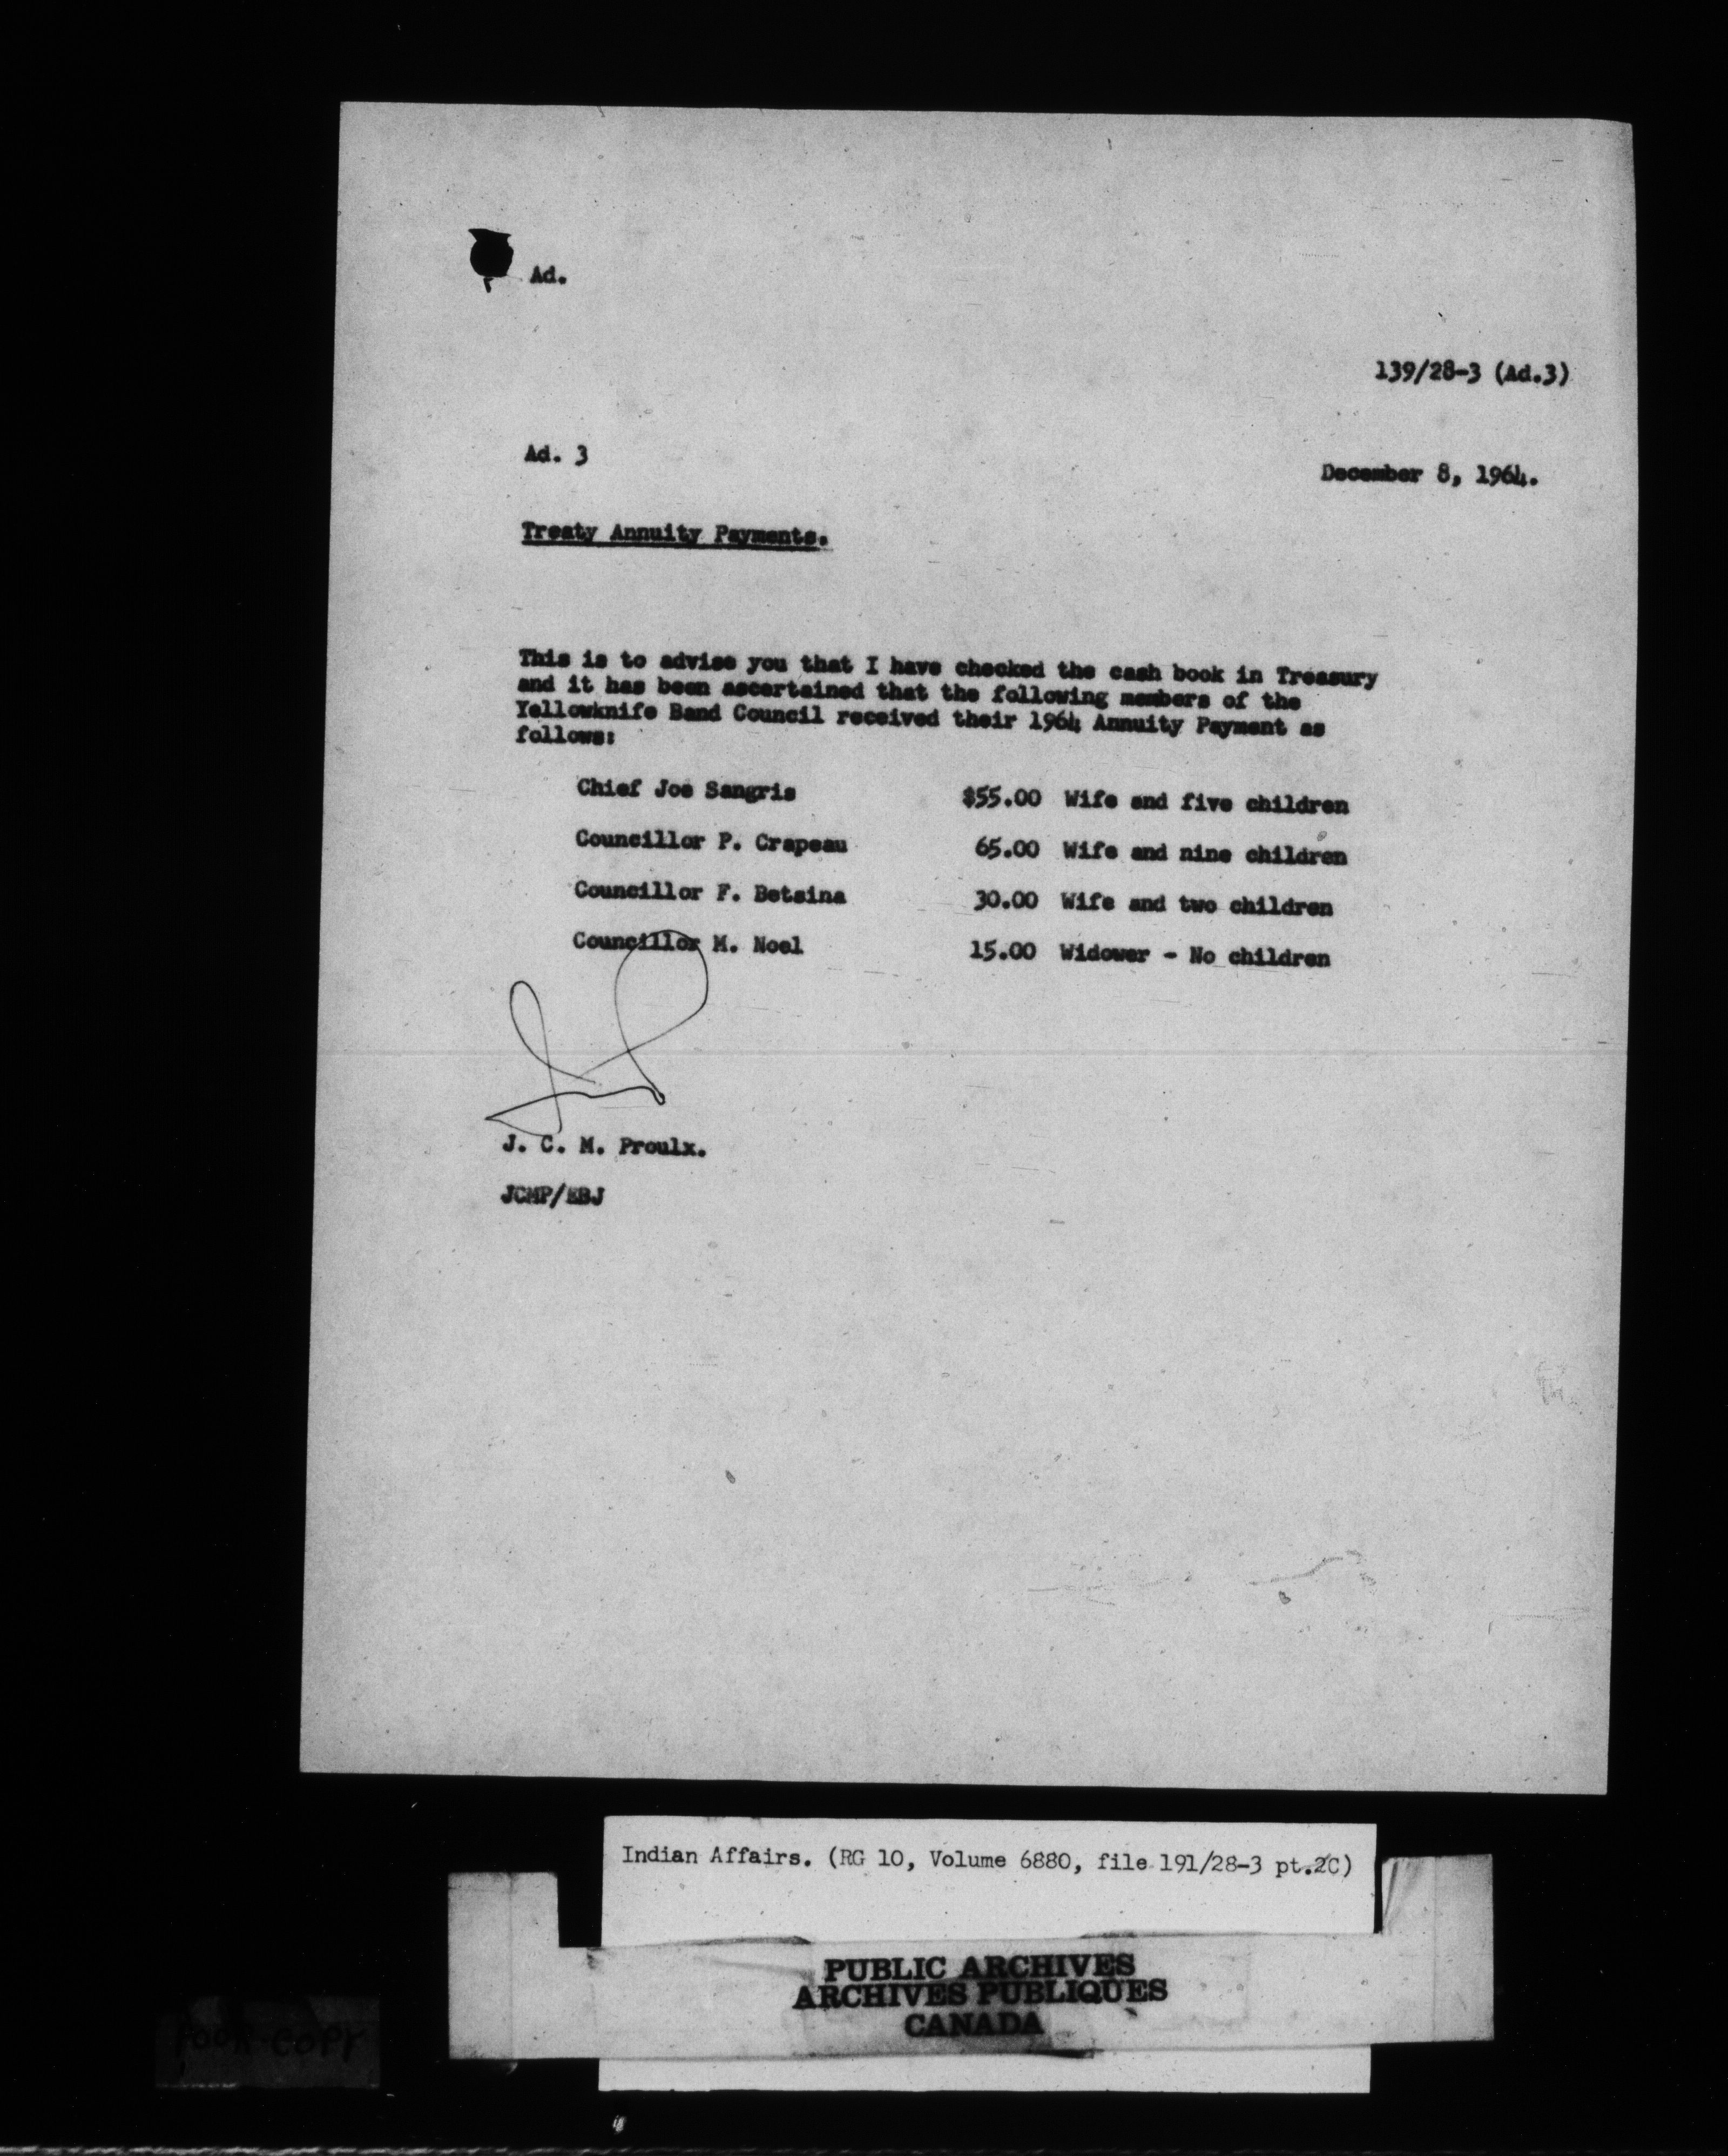 Ad.
139/28-3 (Ad.3)
Ad. 3
December 8, 1964.
Treaty Annuity Payments.
This is to advise you that I have checked the cash book in Treasury
and it has been ascertained that the following members of the
Yellowknife Band Council received their 1964 Annuity Payment as
follows:
Chief Joe Sangris $55.00 Wife and five children
Councillor P. Crapeau 65.00 Wife and nine children
Councillor F. Betsina 30.00 Wife and two children
Councillor M. Noel 15.00 Widower - No children
J. C. M. Proulx.
JCMP/EBJ
Indian Affairs. (RG 10, Volume 6880, file 191/28-3 pt.2C)
PUBLIC ARCHIVES
ARCHIVES PUBLIQUES
CANADA
POOR COPY